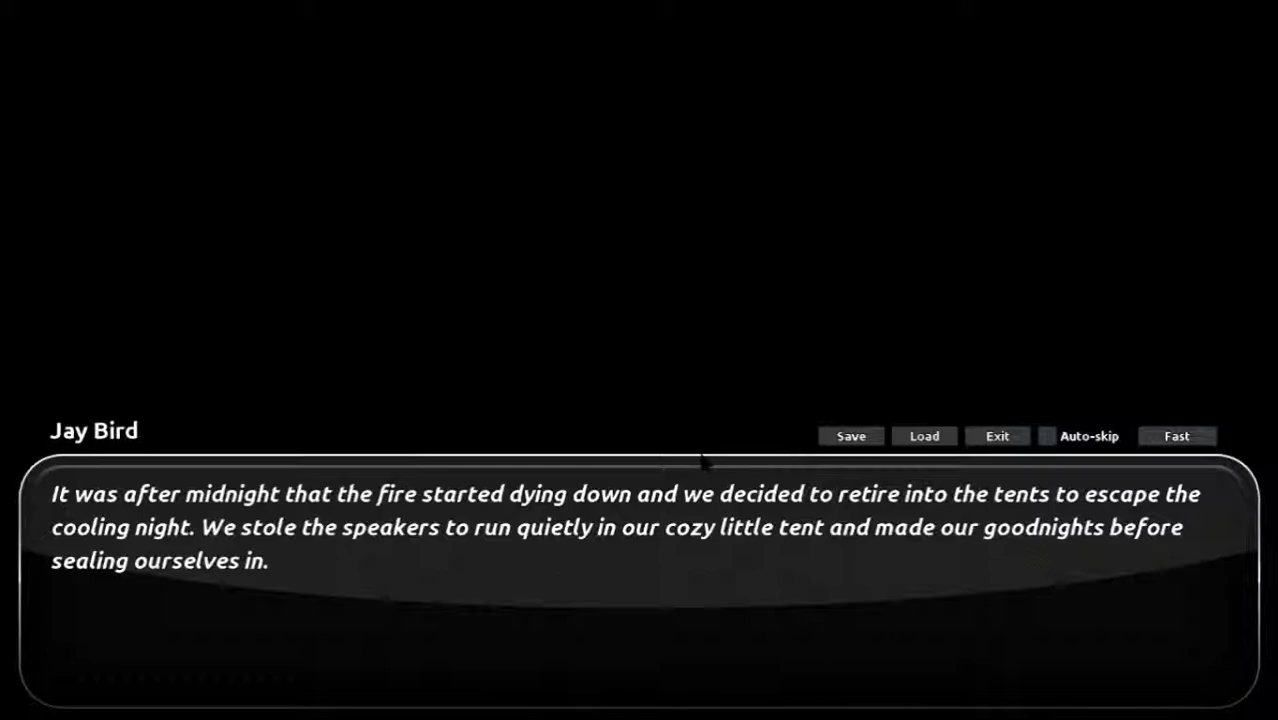 Jay Bird
Save Load Exit Auto-skip Fast
It was after midnight that the fire started dying down and we decided to retire into the tents to escape the
cooling night. We stole the speakers to run quietly in our cozy little tent and made our goodnights before
sealing ourselves in.